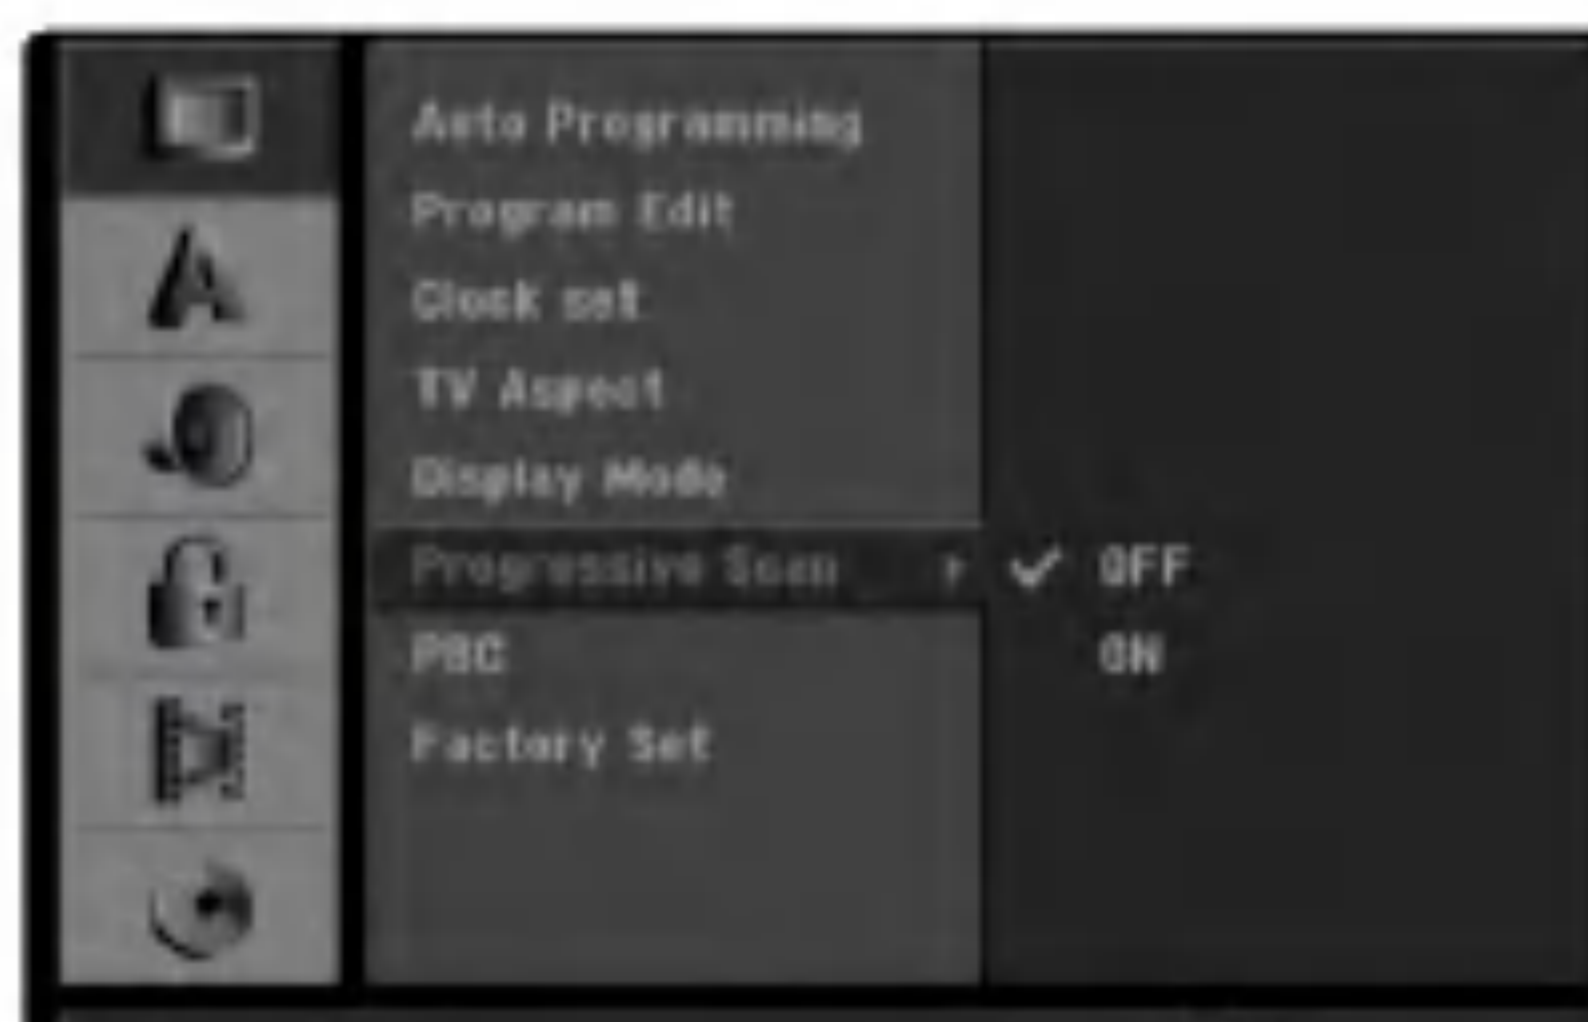 Auto Programming
Program Edit
Clock set
TV Aspect
Display Mode
Progressive Scan
OFF
PBC
ON
Factory Set